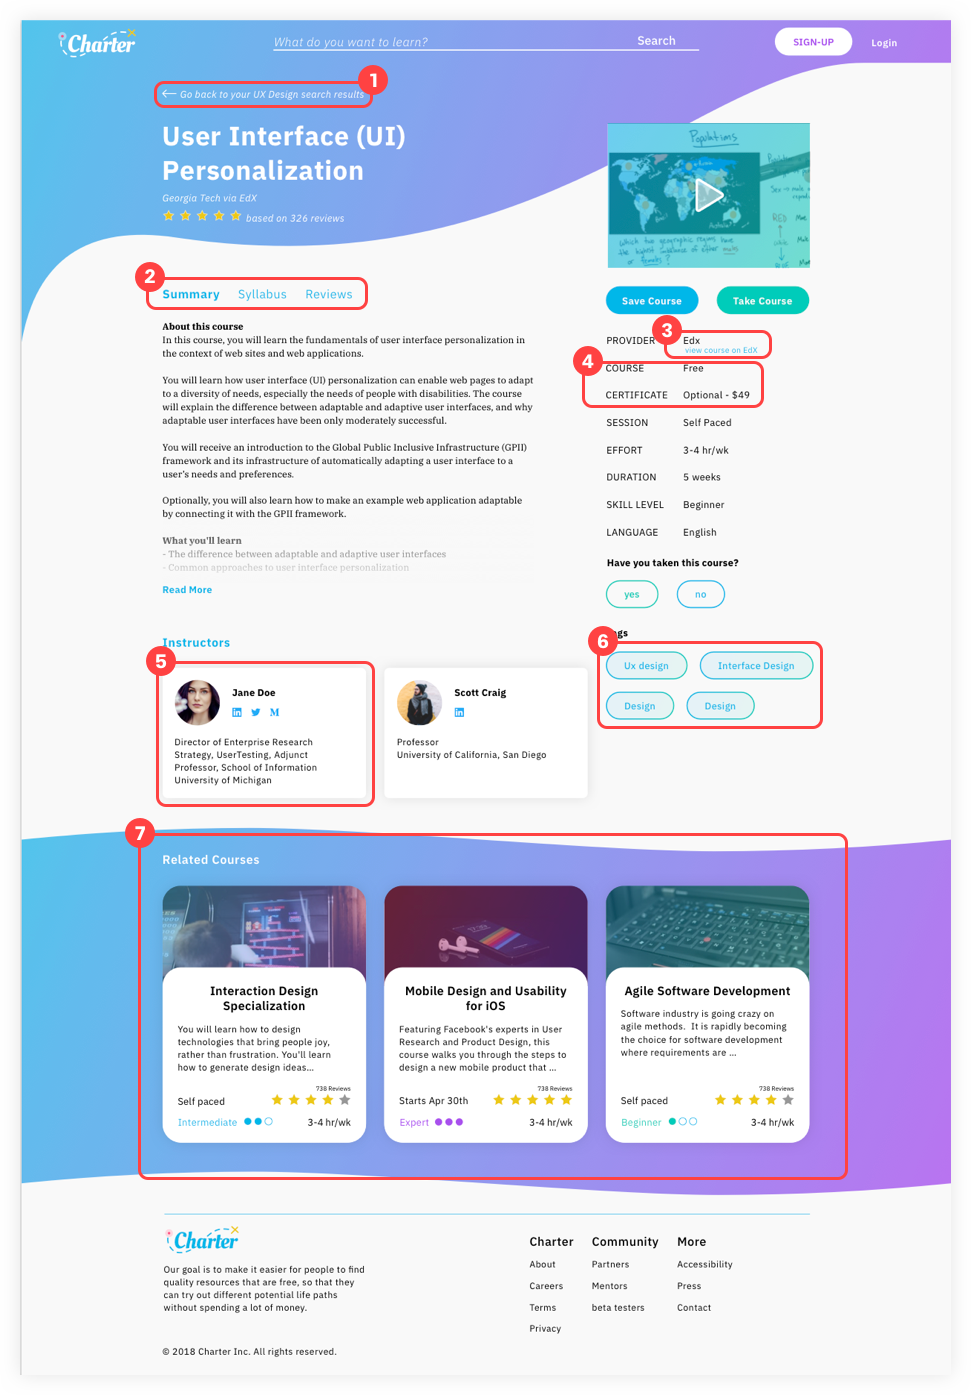 Charter
What do you want to learn?
Search
SIGN-UP
Login
1
Go back to your UX Design search results
User Interface (UI)
Personalization
Georgia Tech via EdX
based on 326 reviews
Populations
which two geographic regions have
the highest incidence of either males
or females?
RED
2
Summary
Syllabus
Reviews
About this course
In this course, you will learn the fundamentals of user interface personalization in
the context of web sites and web applications.
You will learn how user interface (UI) personalization can enable web pages to adapt
to a diversity of needs, especially the needs of people with disabilities. The course
will explain the difference between adaptable and adaptive user interfaces, and why
adaptable user interfaces have been only moderately successful.
You will receive an introduction to the Global Public Inclusive Infrastructure (GPII)
framework and its infrastructure of automatically adapting a user interface to a
user's needs and preferences.
Optionally, you will also learn how to make an example web application adaptable
by connecting it with the GPII framework.
What you'll learn
- The difference between adaptable and adaptive user interfaces
- Common approaches to user interface personalization
Read More
Save Course
Take Course
3
PROVIDER
Edx
view course on EdX
4
COURSE
Free
CERTIFICATE
Optional - $49
SESSION
Self Paced
EFFORT
3-4 hr/wk
DURATION
5 weeks
SKILL LEVEL
Beginner
LANGUAGE
English
Have you taken this course?
yes
no
6
gs
Ux design
Interface Design
Design
Design
Instructors
5
Jane Doe
Director of Enterprise Research
Strategy, UserTesting, Adjunct
Professor, School of Information
University of Michigan
Scott Craig
Professor
University of California, San Diego
7
Related Courses
Interaction Design
Specialization
You will learn how to design
technologies that bring people joy,
rather than frustration. You'll learn
how to generate design ideas...
738 Reviews
Self paced
Intermediate
3-4 hr/wk
Mobile Design and Usability
for iOS
Featuring Facebook's experts in User
Research and Product Design, this
course walks you through the steps to
design a new mobile product that ...
738 Reviews
Starts Apr 30th
Expert
3-4 hr/wk
Agile Software Development
Software industry is going crazy on
agile methods.  It is rapidly becoming
the choice for software development
where requirements are ...
738 Reviews
Self paced
Beginner
3-4 hr/wk
Charter
Our goal is to make it easier for people to find
quality resources that are free, so that they
can try out different potential life paths
without spending a lot of money.
© 2018 Charter Inc. All rights reserved.
Charter
About
Careers
Terms
Privacy
Community
Partners
Mentors
beta testers
More
Accessibility
Press
Contact